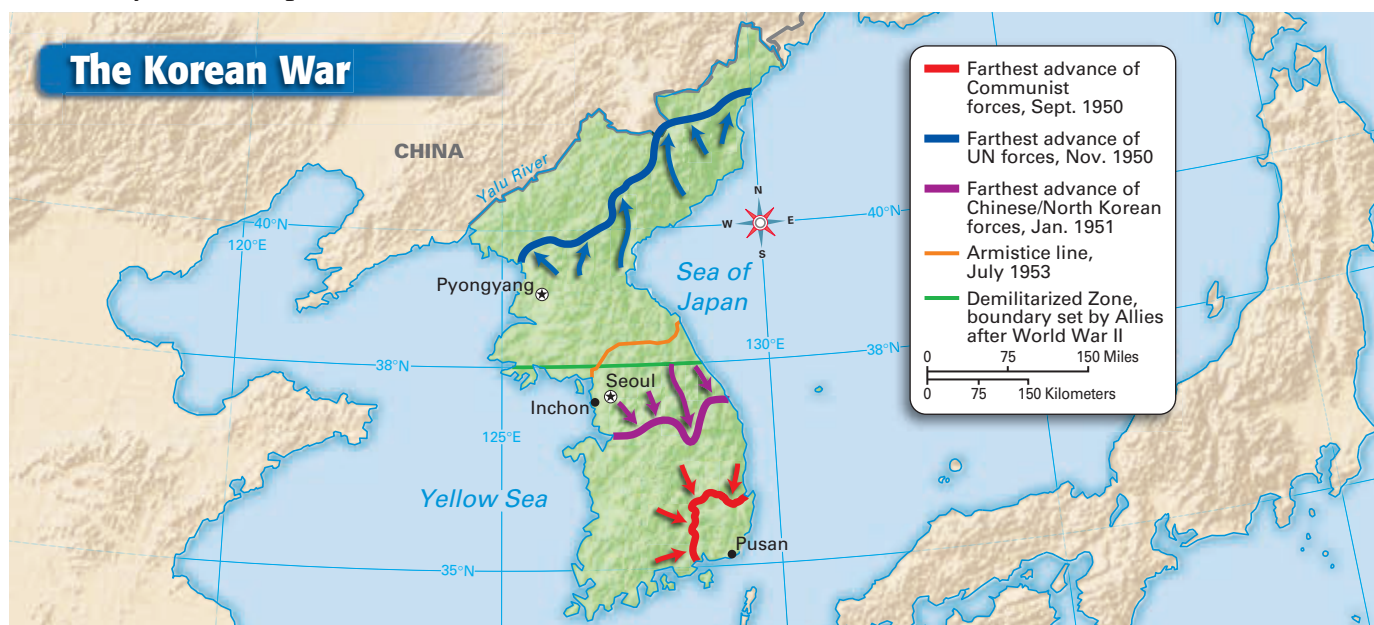 The Korean War
CHINA
Yalu River
40°N
120°E
Pyongyang
38°N
Seoul
Inchon
125°E
Yellow Sea
35°N
Pusan
Sea of
Japan
N
W
E
S
40°N
130°E
38°N
Farthest advance of
Communist
forces, Sept. 1950
Farthest advance of
UN forces, Nov. 1950
Farthest advance of
Chinese/North Korean
forces, Jan. 1951
Armistice line,
July 1953
Demilitarized Zone,
boundary set by Allies
after World War II
0 75 150 Miles
0 75 150 Kilometers